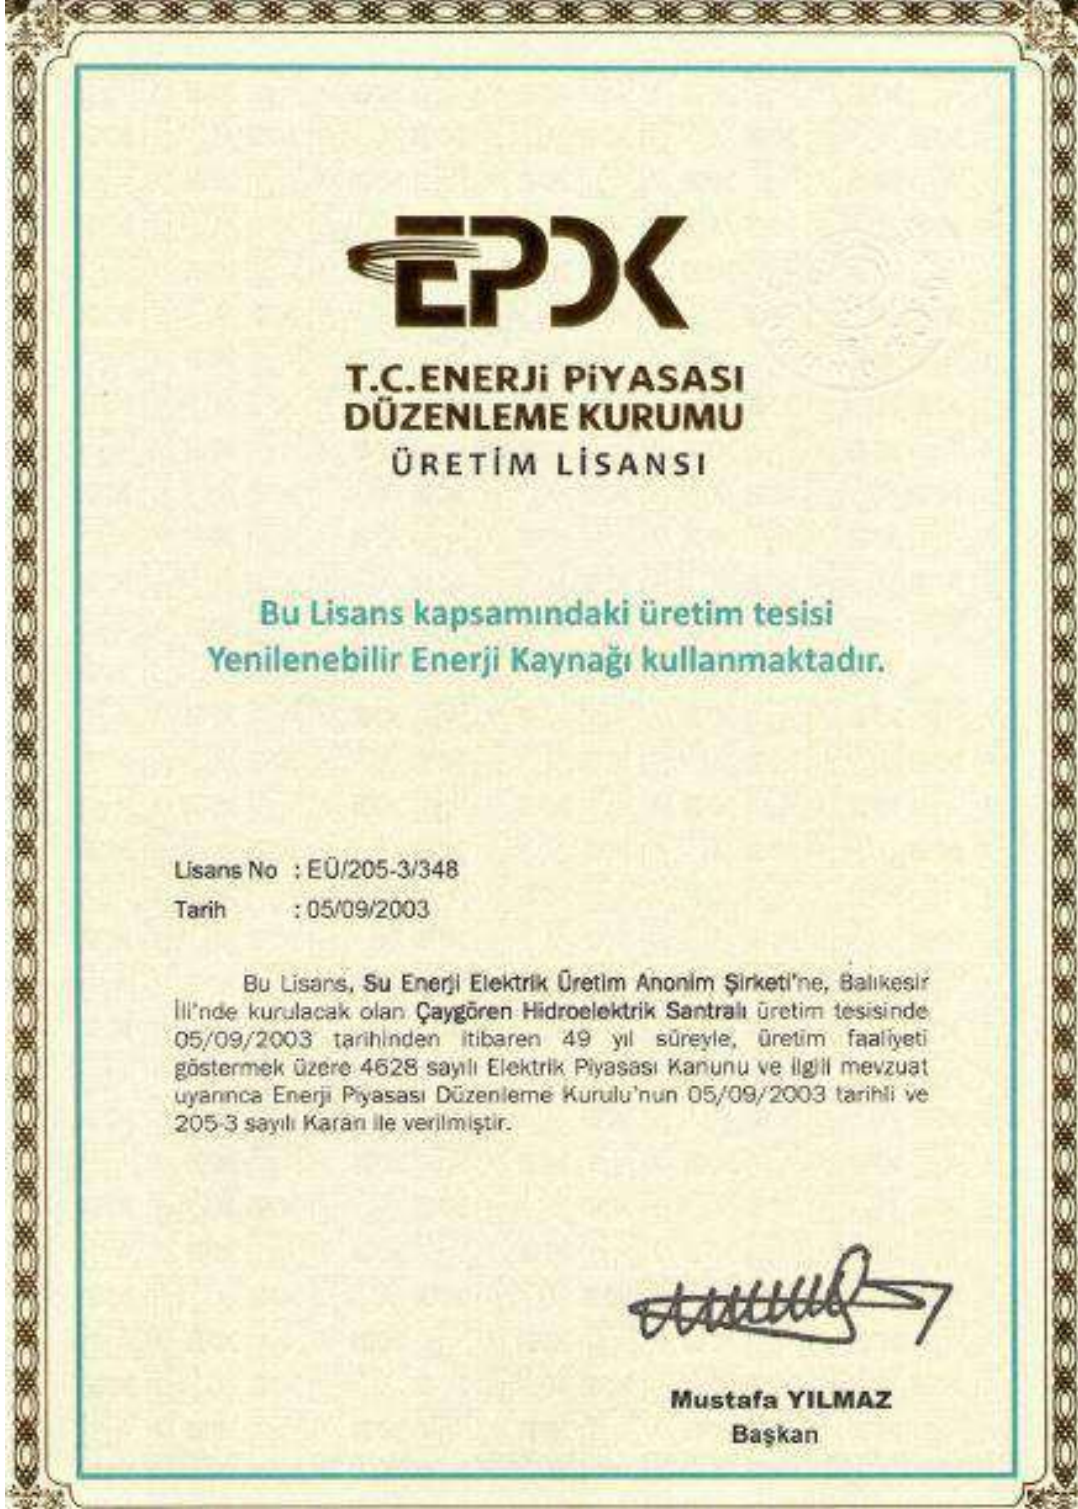 EPDK
T.C. ENERJi PiYASASI
DÜZENLEME KURUMU
ÜRETİM LİSANSI
Bu Lisans kapsamındaki üretim tesisi
Yenilenebilir Enerji Kaynağı kullanmaktadır.
Lisans No : EÜ/205-3/348
Tarih : 05/09/2003
Bu Lisans, Su Enerji Elektrik Üretim Anonim Şirketi'ne, Balıkesir
İli'nde kurulacak olan Çaygören Hidroelektrik Santralı üretim tesisinde
05/09/2003 tarihinden itibaren 49 yıl süreyle, üretim faaliyeti
göstermek üzere 4628 sayılı Elektrik Piyasası Kanunu ve ilgili mevzuat
uyarınca Enerji Piyasası Düzenleme Kurulu'nun 05/09/2003 tarihli ve
205-3 sayılı Kararı ile verilmiştir.
Mustafa YILMAZ
Başkan